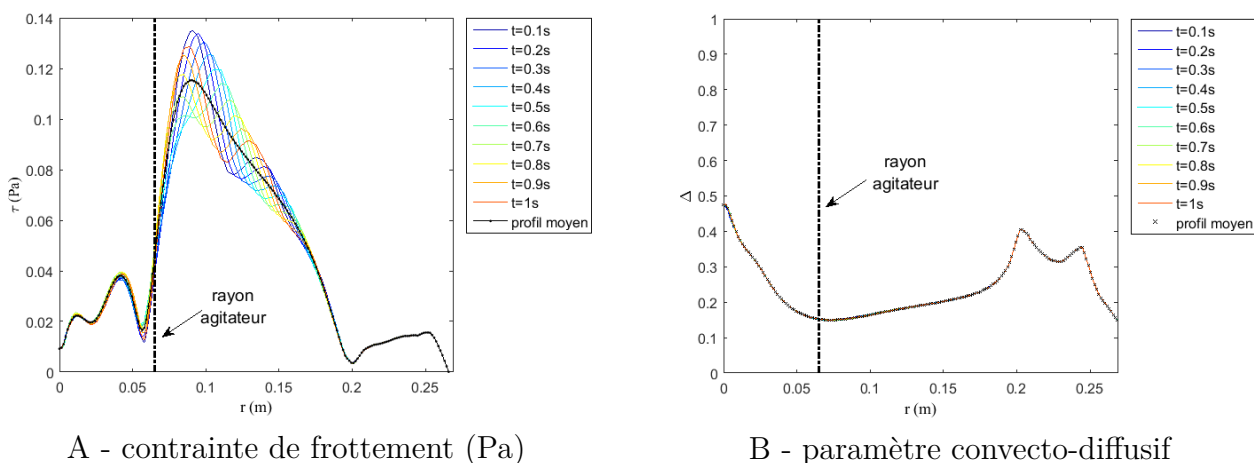 0.14
0.12
0.1
0.08
0.06
0.04
0.02
0
τ (Pa)
0
0.05
0.1
0.15
0.2
0.25
r (m)
rayon
agitateur
t=0.1s
t=0.2s
t=0.3s
t=0.4s
t=0.5s
t=0.6s
t=0.7s
t=0.8s
t=0.9s
t=1s
profil moyen
A - contrainte de frottement (Pa)
1
0.9
0.8
0.7
0.6
0.5
0.4
0.3
0.2
0.1
0
Δ
0
0.05
0.1
0.15
0.2
0.25
r (m)
rayon
agitateur
t=0.1s
t=0.2s
t=0.3s
t=0.4s
t=0.5s
t=0.6s
t=0.7s
t=0.8s
t=0.9s
t=1s
profil moyen
B - paramètre convecto-diffusif